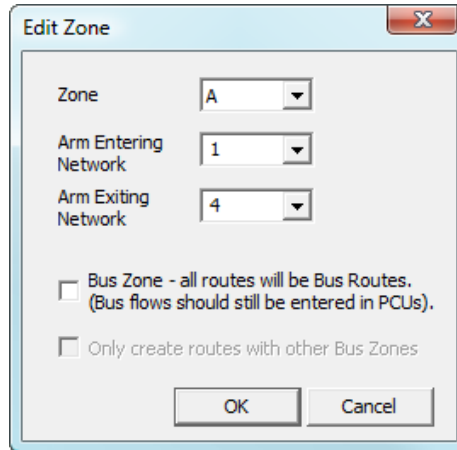 Edit Zone
X
Zone
A
Arm Entering
Network
1
Arm Exiting
Network
4
Bus Zone - all routes will be Bus Routes.
(Bus flows should still be entered in PCUs).
Only create routes with other Bus Zones
OK
Cancel